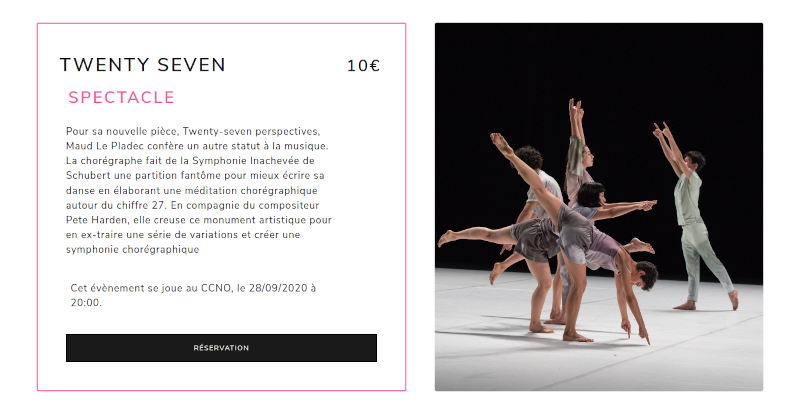 TWENTY SEVEN 10€
SPECTACLE
Pour sa nouvelle pièce, Twenty-seven perspectives,
Maud Le Pladec confère un autre statut à la musique.
La chorégraphe fait de la Symphonie Inachevée de
Schubert une partition fantôme pour mieux écrire sa
danse en élaborant une méditation chorégraphique
autour du chiffre 27. En compagnie du compositeur
Pete Harden, elle creuse ce monument artistique pour
en ex-traire une série de variations et créer une
symphonie chorégraphique
Cet évènement se joue au CCNO, le 28/09/2020 à
20:00.
RÉSERVATION